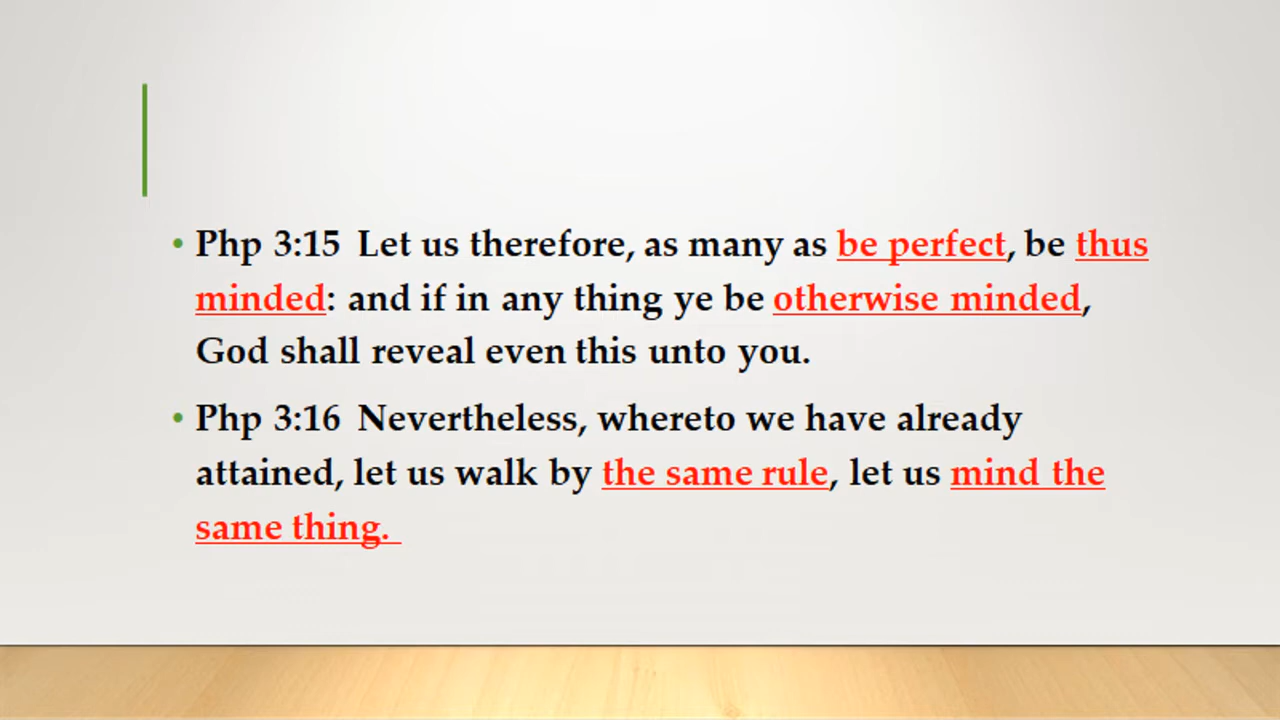 • Php 3:15 Let us therefore, as many as be perfect, be thus
minded: and if in any thing ye be otherwise minded,
God shall reveal even this unto you.
• Php 3:16 Nevertheless, whereto we have already
attained, let us walk by the same rule, let us mind the
same thing.